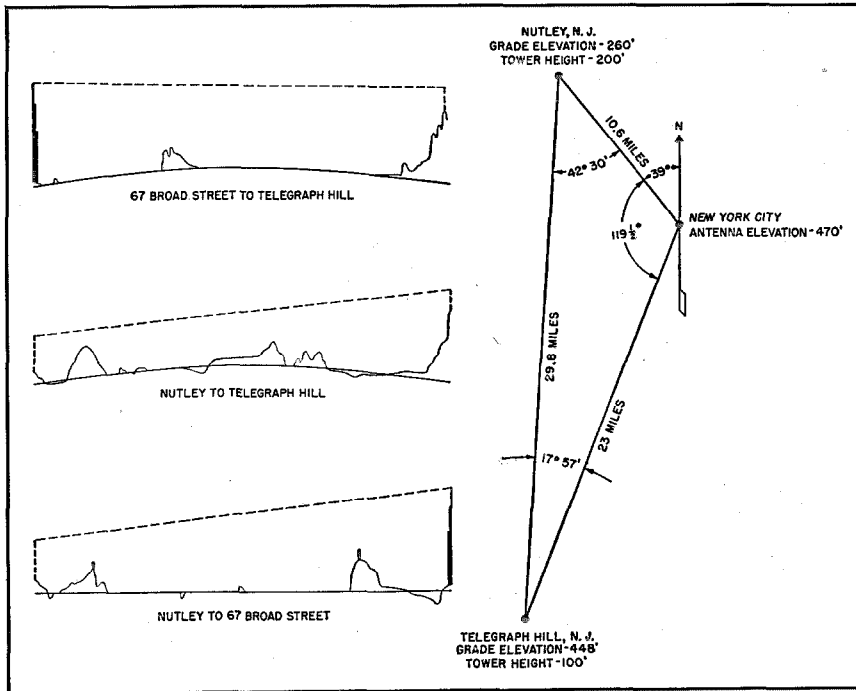 67 BROAD STREET TO TELEGRAPH HILL
NUTLEY TO TELEGRAPH HILL
NUTLEY TO 67 BROAD STREET
NUTLEY, N. J.
GRADE ELEVATION-260'
TOWER HEIGHT-200'
10.6 MILES
42° 30'
39°
N
NEW YORK CITY
ANTENNA ELEVATION-470'
119½°
29.8 MILES
23 MILES
17° 57'
TELEGRAPH HILL, N. J.
GRADE ELEVATION-448'
TOWER HEIGHT-100'